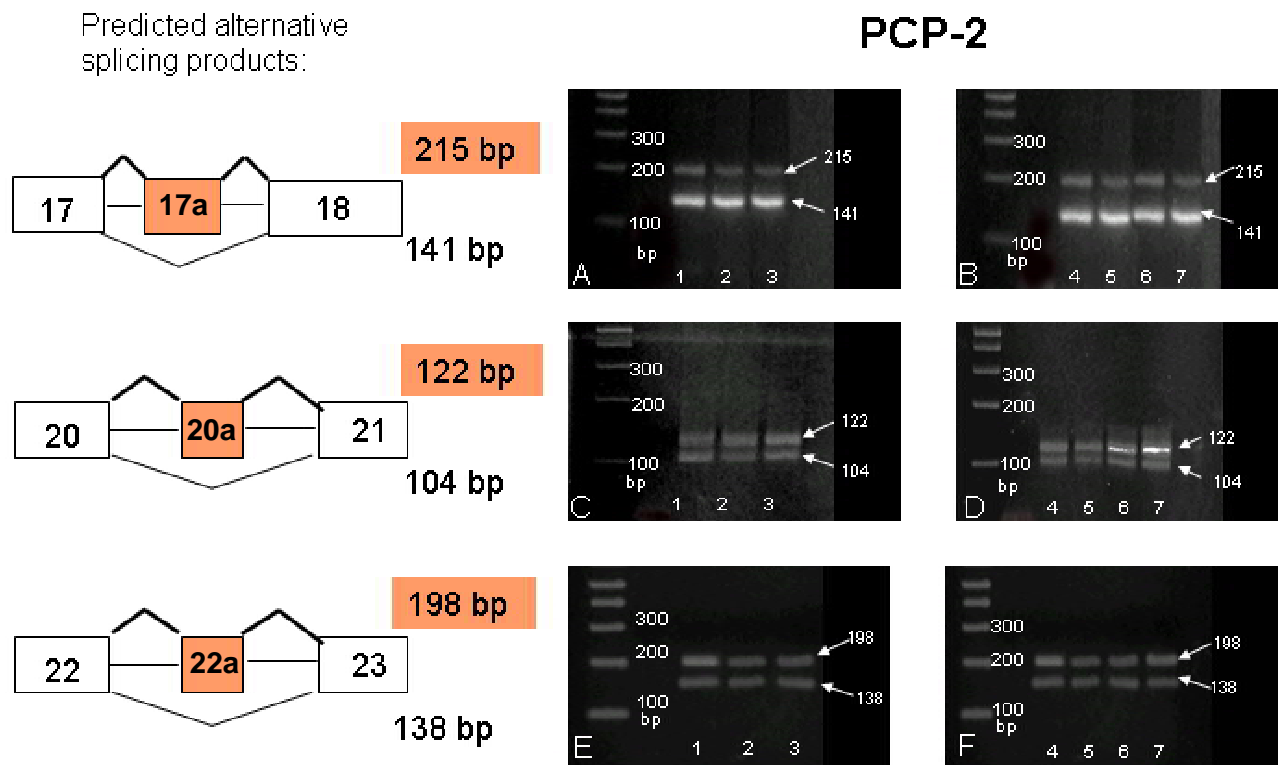 Predicted alternative
splicing products:
PCP-2
215 bp
17 17a 18
141 bp
300
200
100
bp
215
141
A 1 2 3
300
200
100
bp
215
141
B 4 5 6 7
122 bp
20 20a 21
104 bp
300
200
100
bp
122
104
C 1 2 3
300
200
100
bp
122
104
D 4 5 6 7
198 bp
22 22a 23
138 bp
300
200
100
bp
198
138
E 1 2 3
300
200
100
bp
198
138
F 4 5 6 7